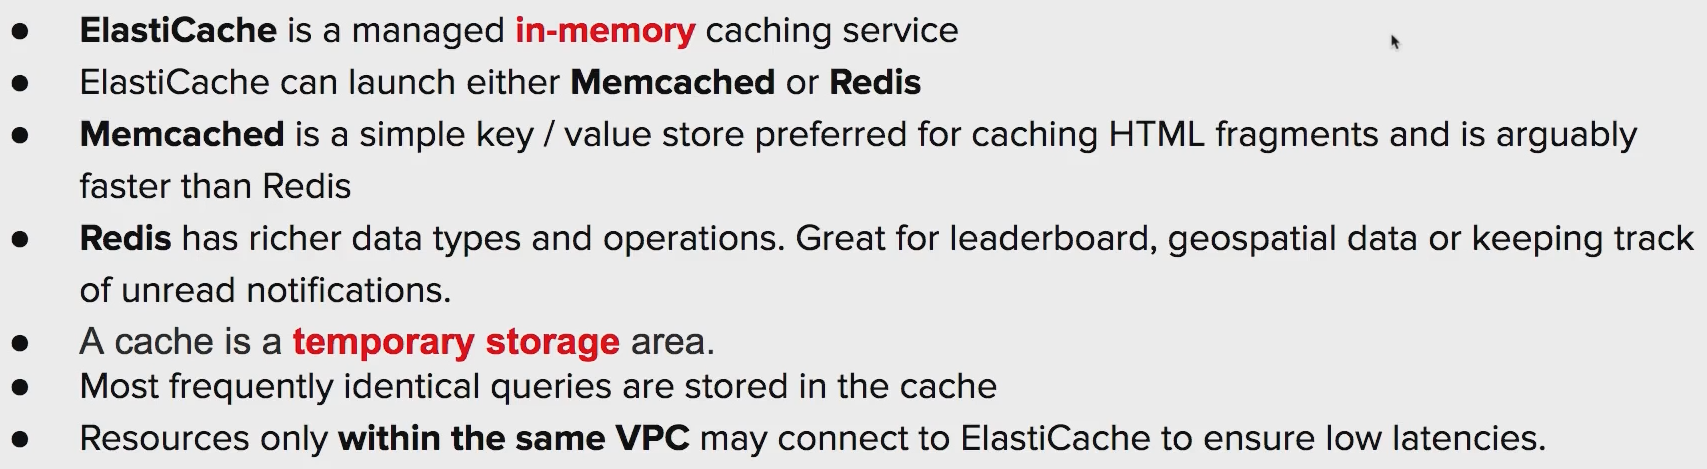 ● ElastiCache is a managed in-memory caching service
● ElastiCache can launch either Memcached or Redis
● Memcached is a simple key / value store preferred for caching HTML fragments and is arguably
faster than Redis
● Redis has richer data types and operations. Great for leaderboard, geospatial data or keeping track
of unread notifications.
● A cache is a temporary storage area.
● Most frequently identical queries are stored in the cache
● Resources only within the same VPC may connect to ElastiCache to ensure low latencies.